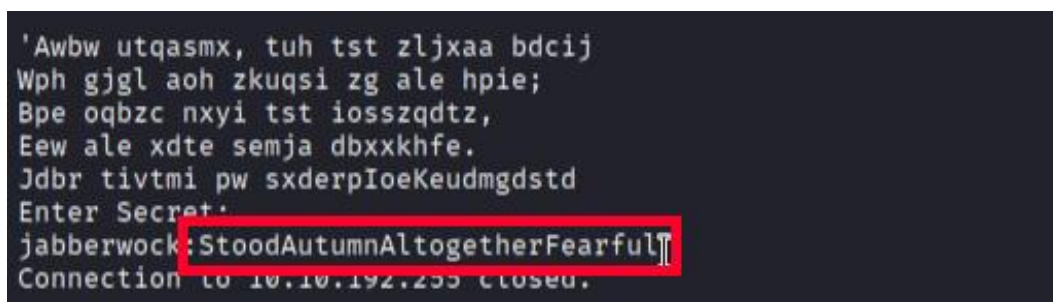 'Awbw utqasmx, tuh tst zljxaa bdcij
Wph gjgl aoh zkuqsi zg ale hpie;
Bpe oqbzc nxyi tst iosszqdtz,
Eew ale xdte semja dbxxkhfe.
Jdbr tivtmi pw sxderpIoeKeudmgdstd
Enter Secret:
jabberwock:StoodAutumnAltogetherFearful
Connection to 10.10.192.255 closed.